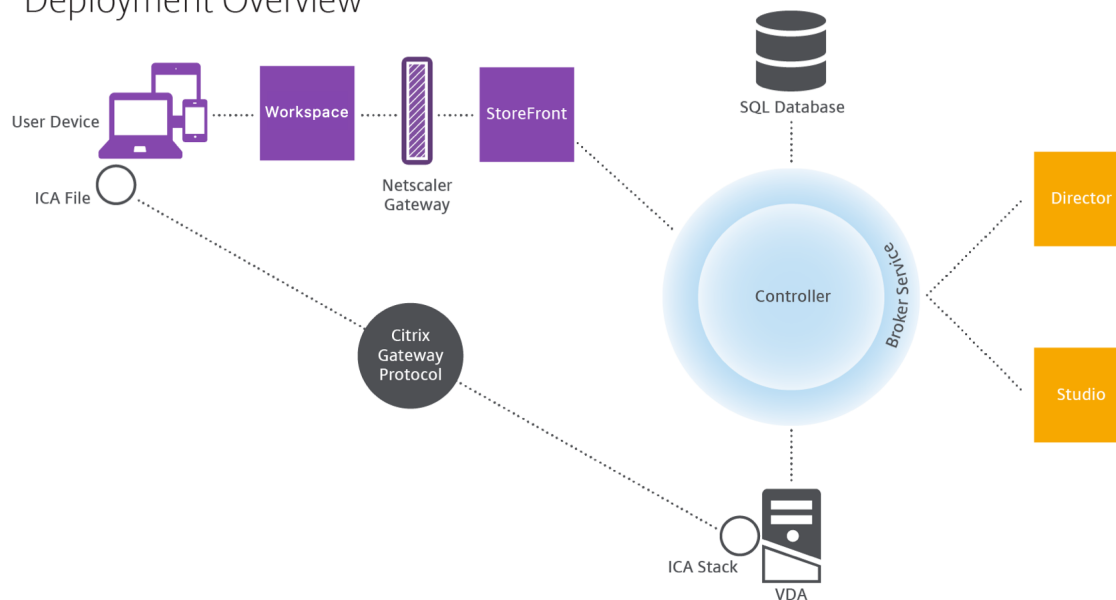 Deployment Overview
SQL Database
User Device
Workspace
StoreFront
ICA File
Netscaler
Gateway
Director
Controller
Broker Service
Citrix
Gateway
Protocol
Studio
ICA Stack
VDA